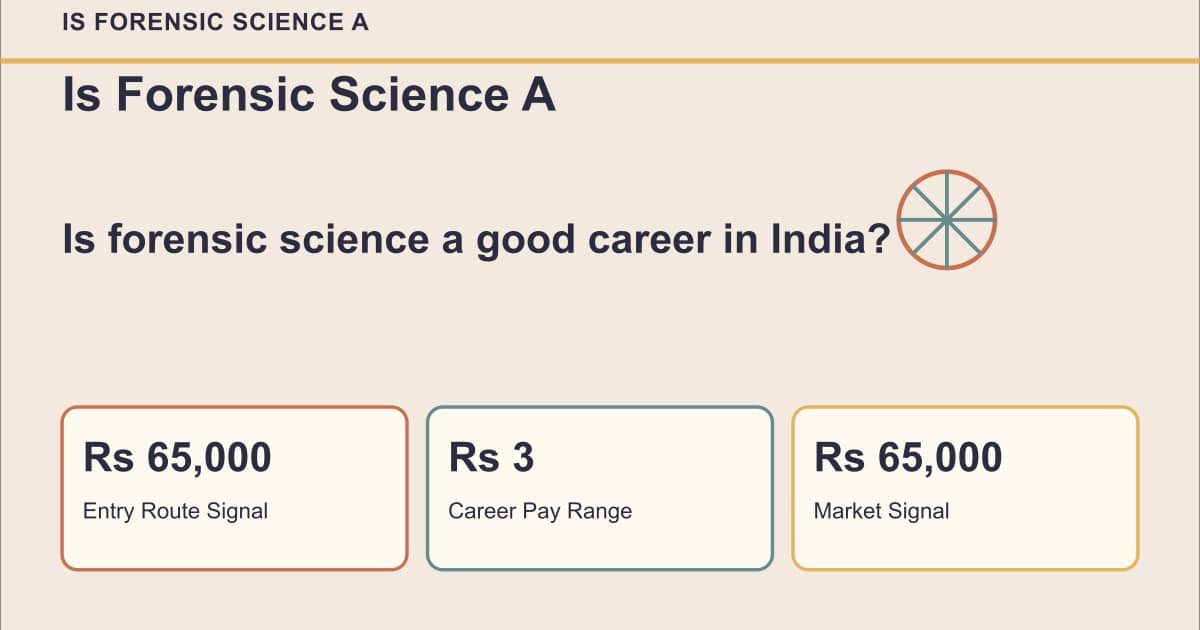 IS FORENSIC SCIENCE A
Is Forensic Science A
Is forensic science a good career in India?
Rs 65,000
Entry Route Signal
Rs 3
Career Pay Range
Rs 65,000
Market Signal